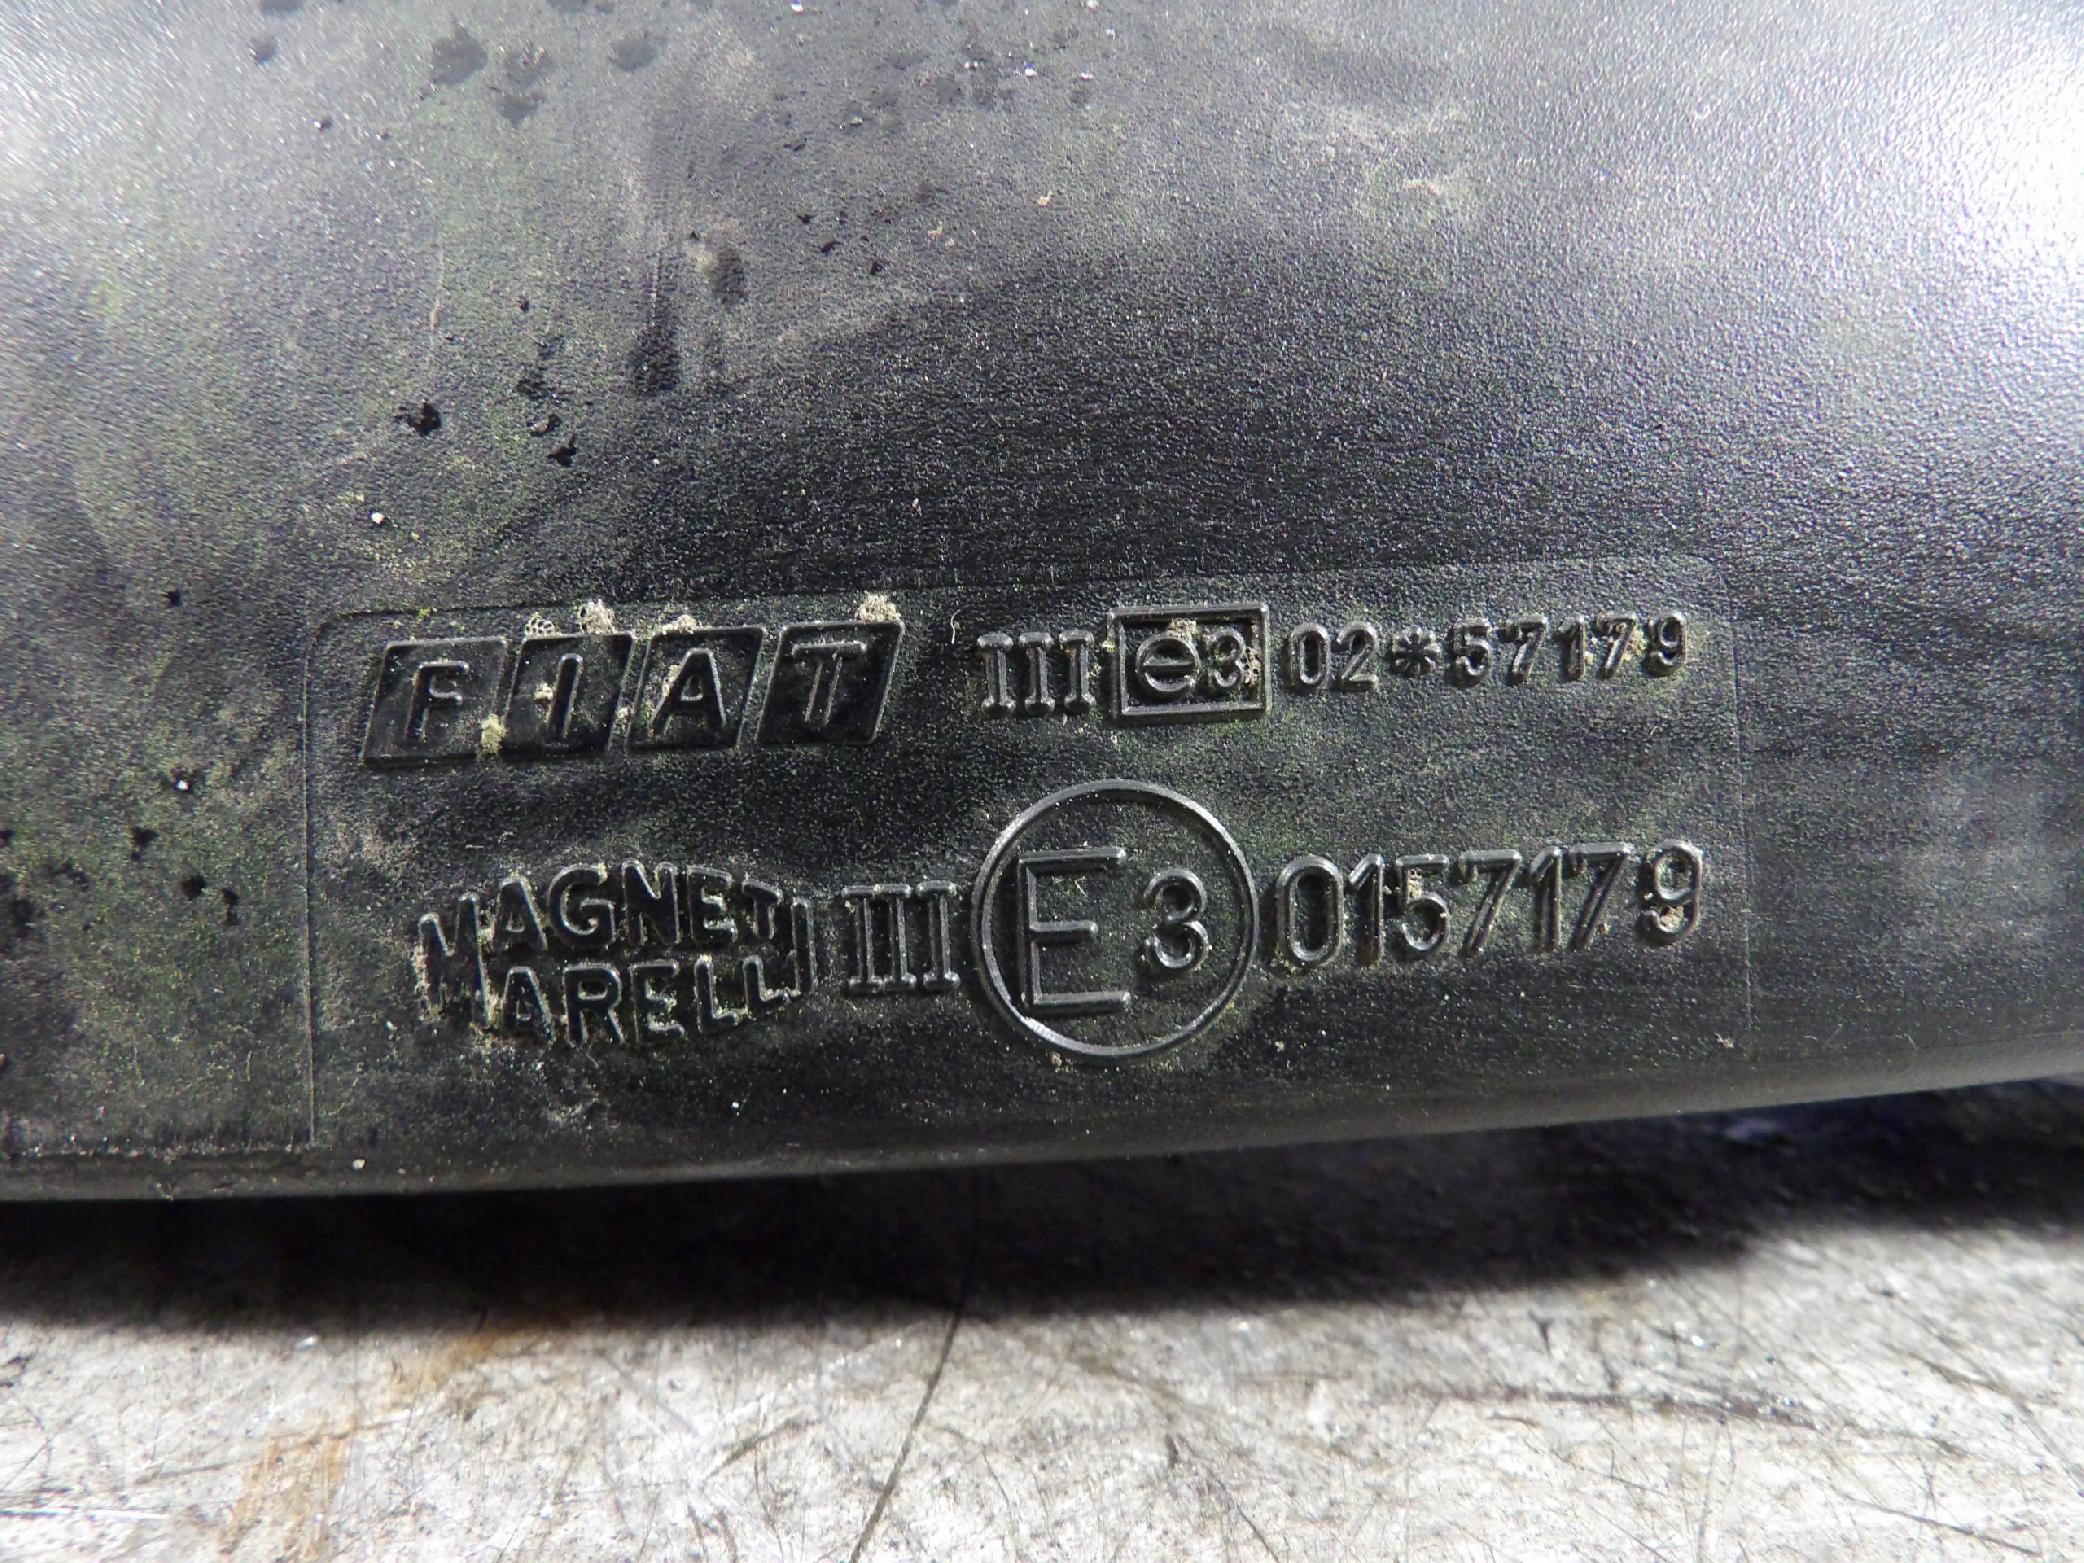 FIAT III e3 02*57179
MAGNETI MARELLI III E3 0157179